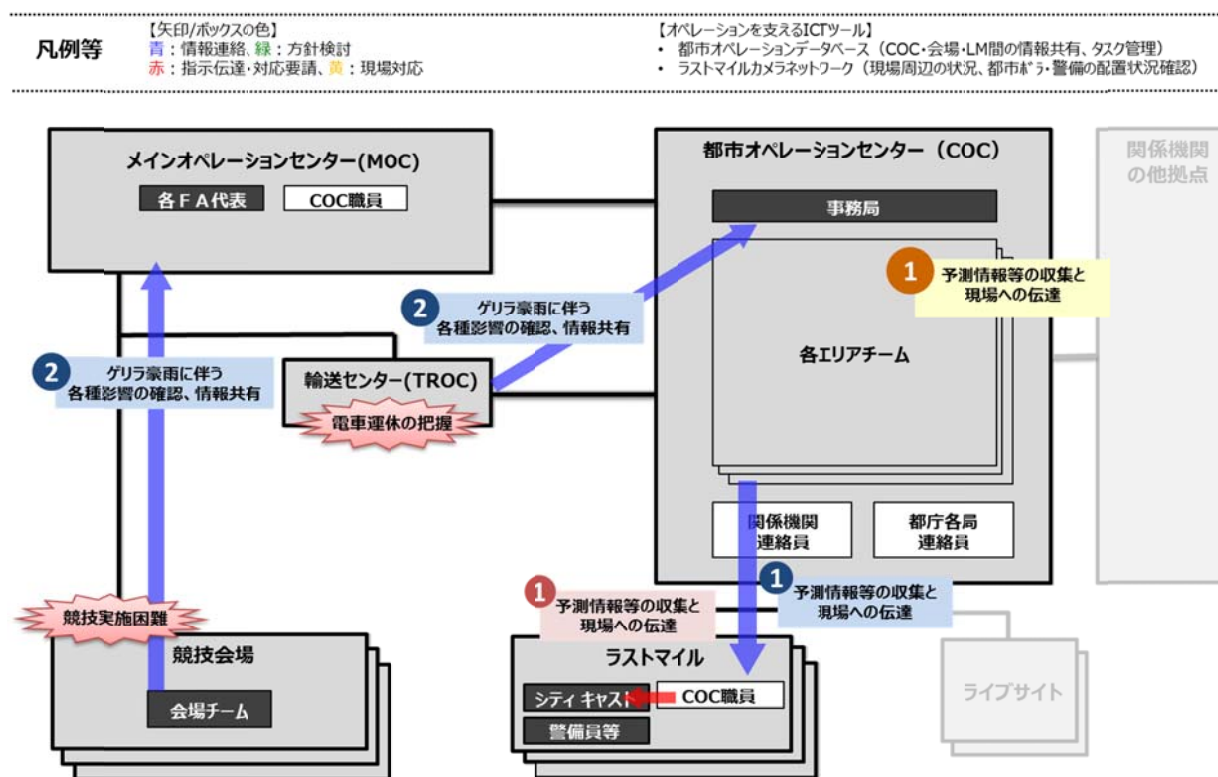 凡例等
【矢印/ボックスの色】
青：情報連絡、緑：方針検討
赤：指示伝達・対応要請、黄：現場対応
【オペレーションを支えるICTツール】
• 都市オペレーションデータベース（COC・会場・LM間の情報共有、タスク管理）
• ラストマイルカメラネットワーク（現場周辺の状況、都市ボラ・警備の配置状況確認）
メインオペレーションセンター(MOC)
各ＦＡ代表
COC職員
都市オペレーションセンター（COC）
事務局
関係機関
の他拠点
1
予測情報等の収集と
現場への伝達
2
ゲリラ豪雨に伴う
各種影響の確認、情報共有
各エリアチーム
2
ゲリラ豪雨に伴う
各種影響の確認、情報共有
輸送センター(TROC)
電車運休の把握
関係機関
連絡員
都庁各局
連絡員
1
予測情報等の収集と
現場への伝達
1
予測情報等の収集と
現場への伝達
競技実施困難
競技会場
会場チーム
ラストマイル
シティ キャスト
COC職員
警備員等
ライブサイト